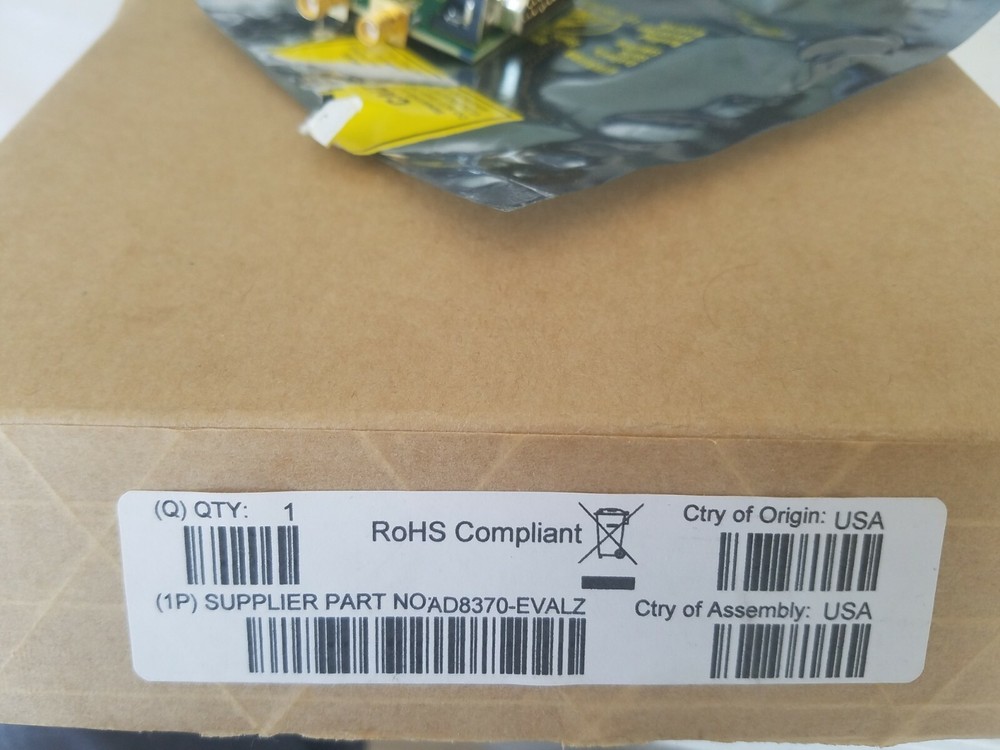 (Q) QTY: 1
RoHS Compliant
Ctry of Origin: USA
(1P) SUPPLIER PART NO: AD8370-EVALZ
Ctry of Assembly: USA